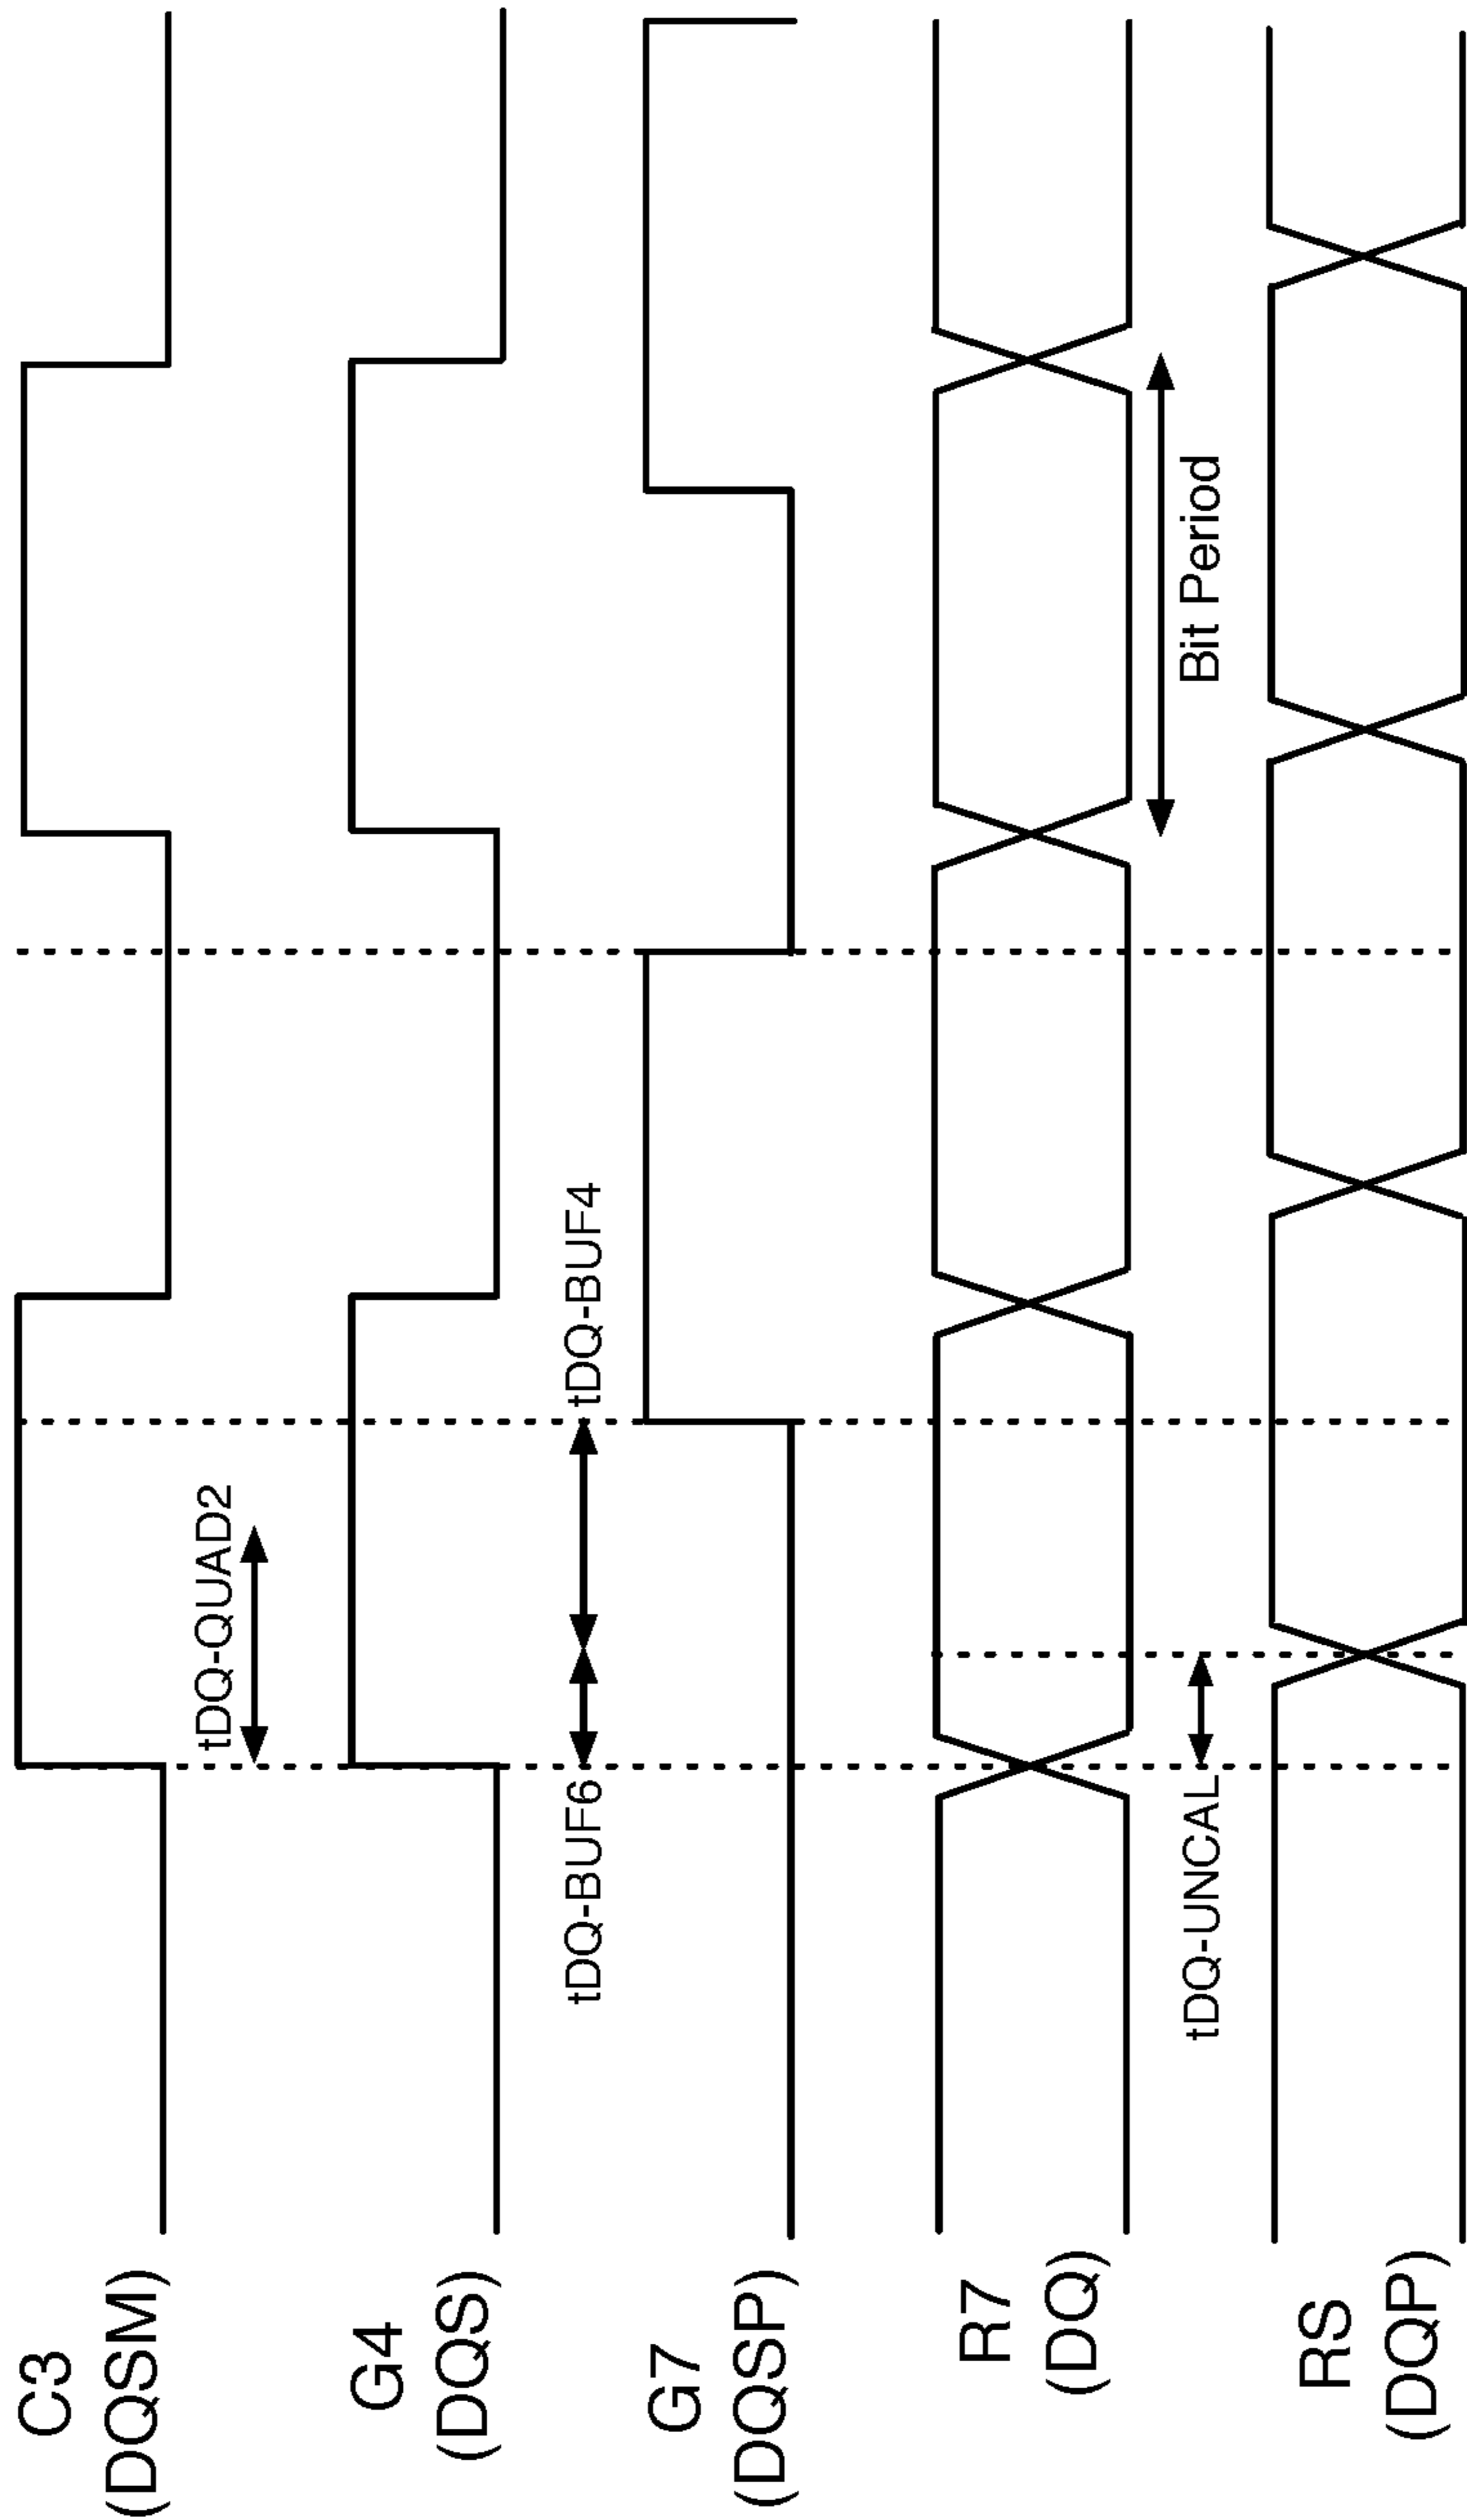 C3
(DQSM)
tDQ-QUAD2
G4
(DQS)
tDQ-BUF6
tDQ-BUF4
G7
(DQSP)
R7
(DQ)
Bit Period
tDQ-UNCAL
RS
(DQP)